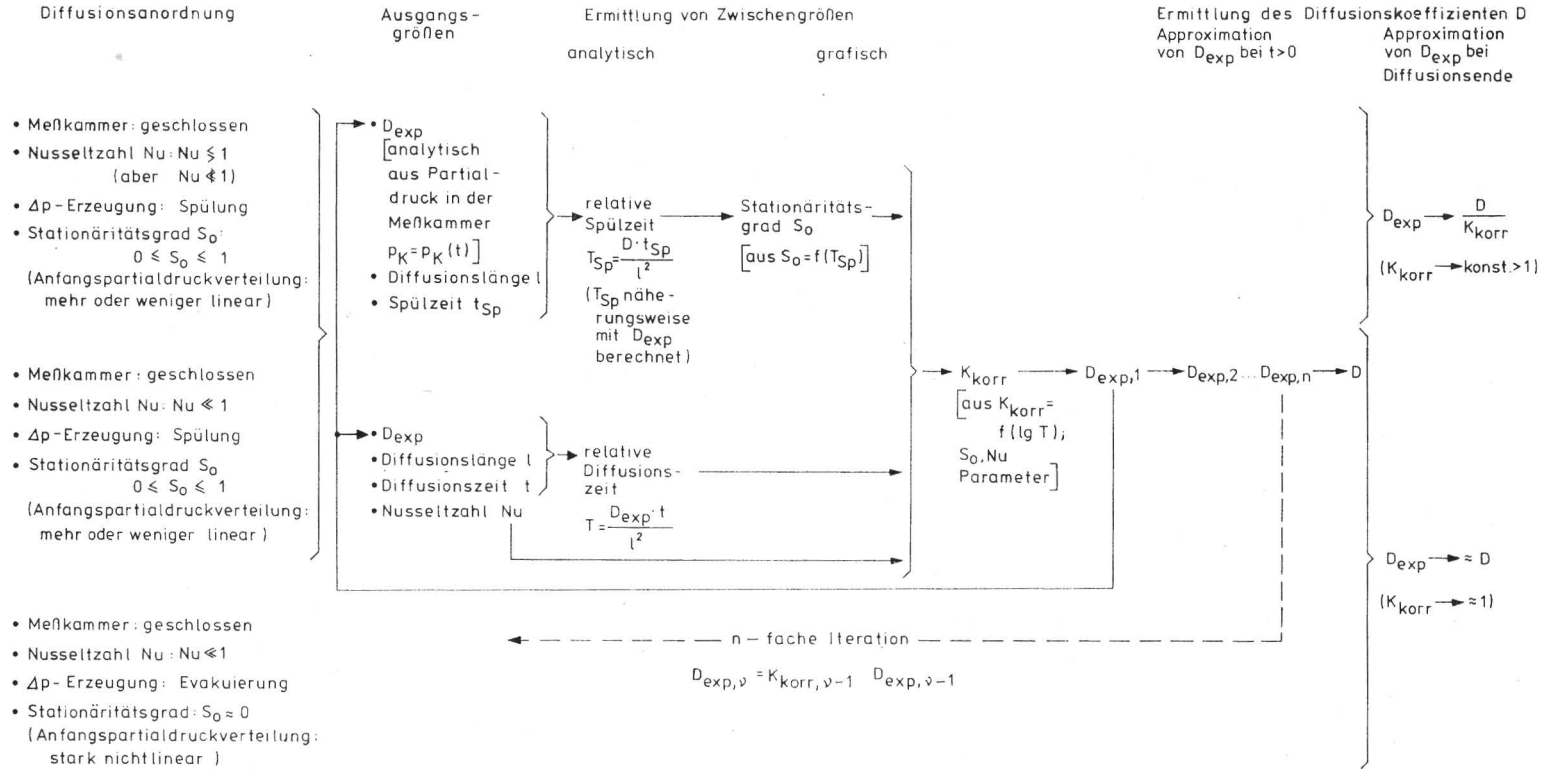 Diffusionsanordnung
Ausgangs-
größen
Ermittlung von Zwischengrößen
analytisch
grafisch
Ermittlung des Diffusionskoeffizienten D
Approximation
von D_exp bei t>0
Approximation
von D_exp bei
Diffusionsende
• Meßkammer: geschlossen
• Nusseltzahl Nu: Nu ≶ 1
(aber Nu ≪̸ 1)
• Δp-Erzeugung: Spülung
• Stationäritätsgrad S₀:
0 ≤ S₀ ≤ 1
(Anfangspartialdruckverteilung:
mehr oder weniger linear)
• Meßkammer: geschlossen
• Nusseltzahl Nu: Nu ≪ 1
• Δp-Erzeugung: Spülung
• Stationäritätsgrad S₀
0 ≤ S₀ ≤ 1
(Anfangspartialdruckverteilung:
mehr oder weniger linear)
• Meßkammer: geschlossen
• Nusseltzahl Nu: Nu ≪ 1
• Δp-Erzeugung: Evakuierung
• Stationäritätsgrad: S₀ ≈ 0
(Anfangspartialdruckverteilung:
stark nichtlinear)
• D_exp
[analytisch
aus Partial-
druck in der
Meßkammer
p_K = p_K(t)]
• Diffusionslänge l
• Spülzeit t_Sp
• D_exp
• Diffusionslänge l
• Diffusionszeit t
• Nusseltzahl Nu
relative
Spülzeit
T_Sp = D·t_Sp / l²
(T_Sp nähe-
rungsweise
mit D_exp
berechnet)
relative
Diffusions-
zeit
T = D_exp·t / l²
Stationäritäts-
grad S₀
[aus S₀ = f(T_Sp)]
K_korr
[aus K_korr =
f(lg T);
S₀, Nu
Parameter]
D_exp,1
D_exp,2 ... D_exp,n
D
n-fache Iteration
D_exp,ν = K_korr,ν-1 D_exp,ν-1
D_exp → D / K_korr
(K_korr → konst. > 1)
D_exp → ≈ D
(K_korr → ≈ 1)